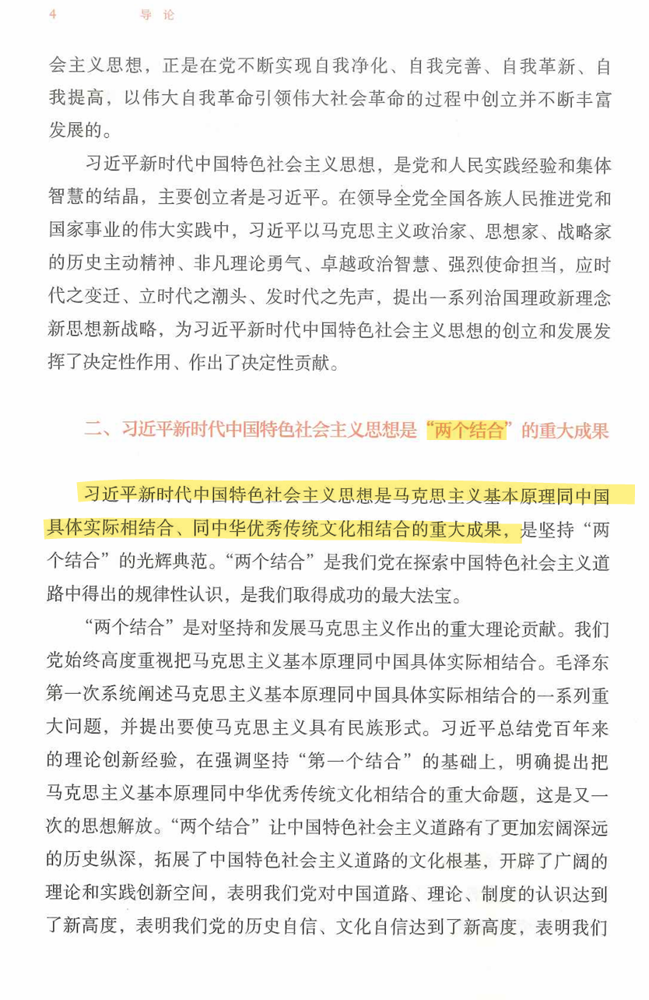 4 导 论
会主义思想，正是在党不断实现自我净化、自我完善、自我革新、自
我提高，以伟大自我革命引领伟大社会革命的过程中创立并不断丰富
发展的。
习近平新时代中国特色社会主义思想，是党和人民实践经验和集体
智慧的结晶，主要创立者是习近平。在领导全党全国各族人民推进党和
国家事业的伟大实践中，习近平以马克思主义政治家、思想家、战略家
的历史主动精神、非凡理论勇气、卓越政治智慧、强烈使命担当，应时
代之变迁、立时代之潮头、发时代之先声，提出一系列治国理政新理念
新思想新战略，为习近平新时代中国特色社会主义思想的创立和发展发
挥了决定性作用、作出了决定性贡献。
二、习近平新时代中国特色社会主义思想是“两个结合”的重大成果
习近平新时代中国特色社会主义思想是马克思主义基本原理同中国
具体实际相结合、同中华优秀传统文化相结合的重大成果，是坚持“两
个结合”的光辉典范。“两个结合”是我们党在探索中国特色社会主义道
路中得出的规律性认识，是我们取得成功的最大法宝。
“两个结合”是对坚持和发展马克思主义作出的重大理论贡献。我们
党始终高度重视把马克思主义基本原理同中国具体实际相结合。毛泽东
第一次系统阐述马克思主义基本原理同中国具体实际相结合的一系列重
大问题，并提出要使马克思主义具有民族形式。习近平总结党百年来
的理论创新经验，在强调坚持“第一个结合”的基础上，明确提出把
马克思主义基本原理同中华优秀传统文化相结合的重大命题，这是又一
次的思想解放。“两个结合”让中国特色社会主义道路有了更加宏阔深远
的历史纵深，拓展了中国特色社会主义道路的文化根基，开辟了广阔的
理论和实践创新空间，表明我们党对中国道路、理论、制度的认识达到
了新高度，表明我们党的历史自信、文化自信达到了新高度，表明我们